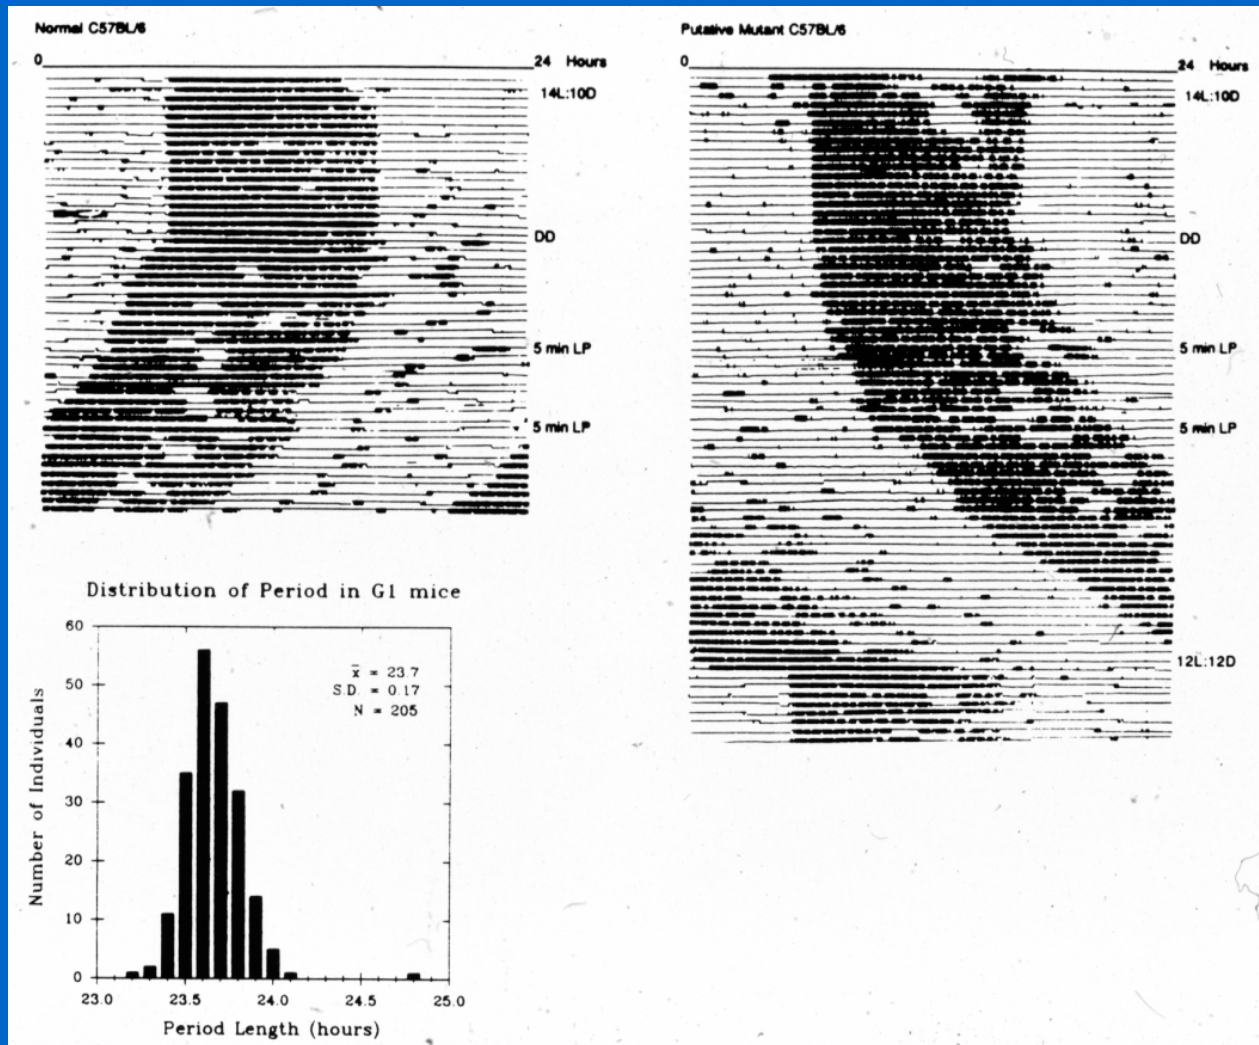 Normal C57BL/6
0 24 Hours
14L:10D
DD
5 min LP
5 min LP
Putative Mutant C57BL/6
0 24 Hours
14L:10D
DD
5 min LP
5 min LP
12L:12D
Distribution of Period in G1 mice
Number of Individuals
60
50
40
30
20
10
0
x̄ = 23.7
S.D. = 0.17
N = 205
23.0 23.5 24.0 24.5 25.0
Period Length (hours)